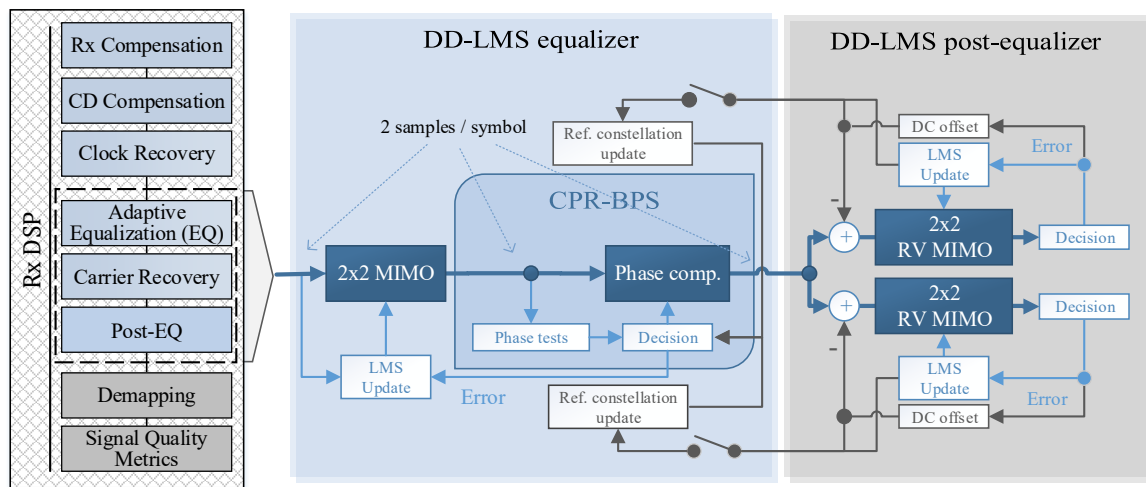 Rx DSP
Rx Compensation
CD Compensation
Clock Recovery
Adaptive
Equalization (EQ)
Carrier Recovery
Post-EQ
Demapping
Signal Quality
Metrics
DD-LMS equalizer
2 samples / symbol
Ref. constellation
update
CPR-BPS
2x2 MIMO
Phase comp.
Phase tests
Decision
LMS
Update
Error
Ref. constellation
update
DD-LMS post-equalizer
DC offset
Error
LMS
Update
-
+
2x2
RV MIMO
Decision
+
2x2
RV MIMO
Decision
-
LMS
Update
Error
DC offset